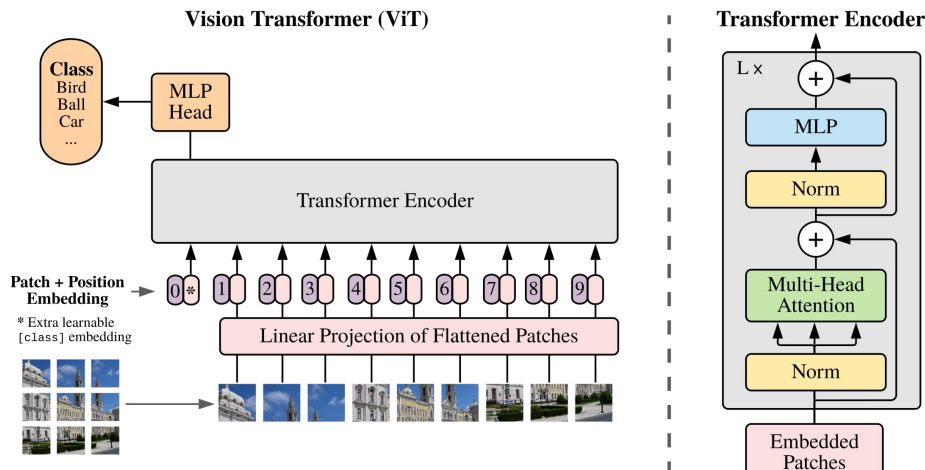 Vision Transformer (ViT)
Class
Bird
Ball
Car
...
MLP
Head
Transformer Encoder
Patch + Position
Embedding
0 * 1 2 3 4 5 6 7 8 9
* Extra learnable
[class] embedding
Linear Projection of Flattened Patches
Transformer Encoder
L x
+
MLP
Norm
+
Multi-Head
Attention
Norm
Embedded
Patches